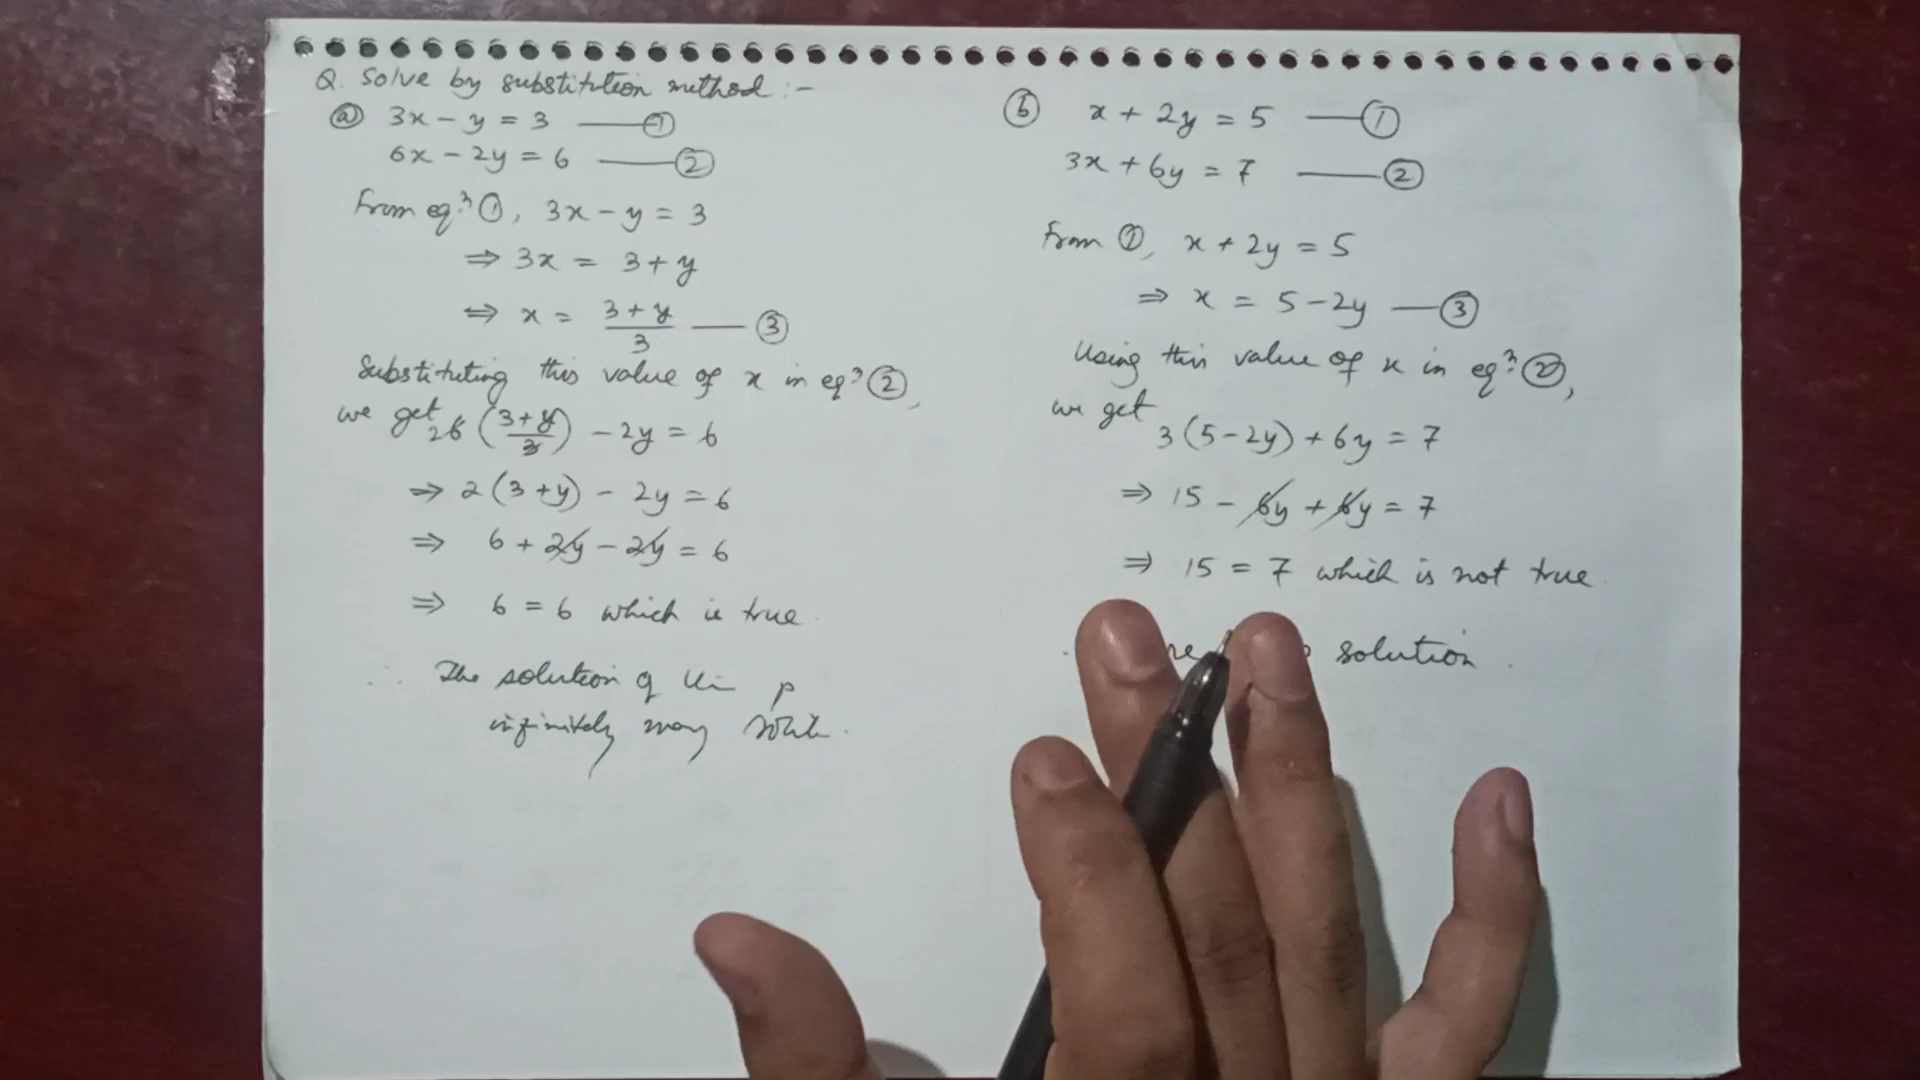 Q. Solve by substitution method :-
ⓐ 3x - y = 3 —— ①
6x - 2y = 6 —— ②
From eqⁿ ①, 3x - y = 3
⇒ 3x = 3 + y
⇒ x = (3 + y)/3 —— ③
Substituting this value of x in eqⁿ ②,
we get 6 ((3 + y)/3) - 2y = 6
⇒ 2 (3 + y) - 2y = 6
⇒ 6 + 2y - 2y = 6
⇒ 6 = 6 which is true.
The solution of
infinitely many
ⓑ x + 2y = 5 —— ①
3x + 6y = 7 —— ②
From ①, x + 2y = 5
⇒ x = 5 - 2y —— ③
Using this value of x in eqⁿ ②,
we get
3 (5 - 2y) + 6y = 7
⇒ 15 - 6y + 6y = 7
⇒ 15 = 7 which is not true.
solution.